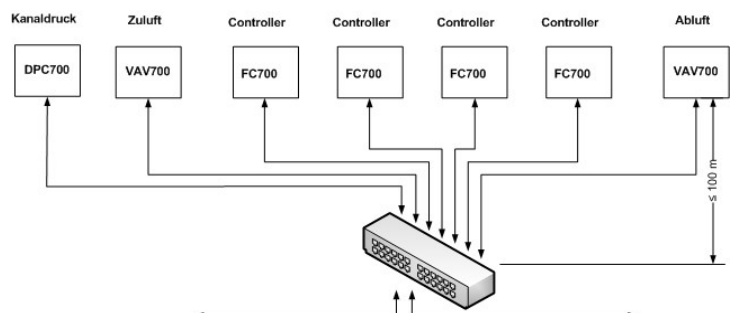 Kanaldruck Zuluft Controller Controller Controller Controller Abluft
DPC700 VAV700 FC700 FC700 FC700 FC700 VAV700
≤ 100 m